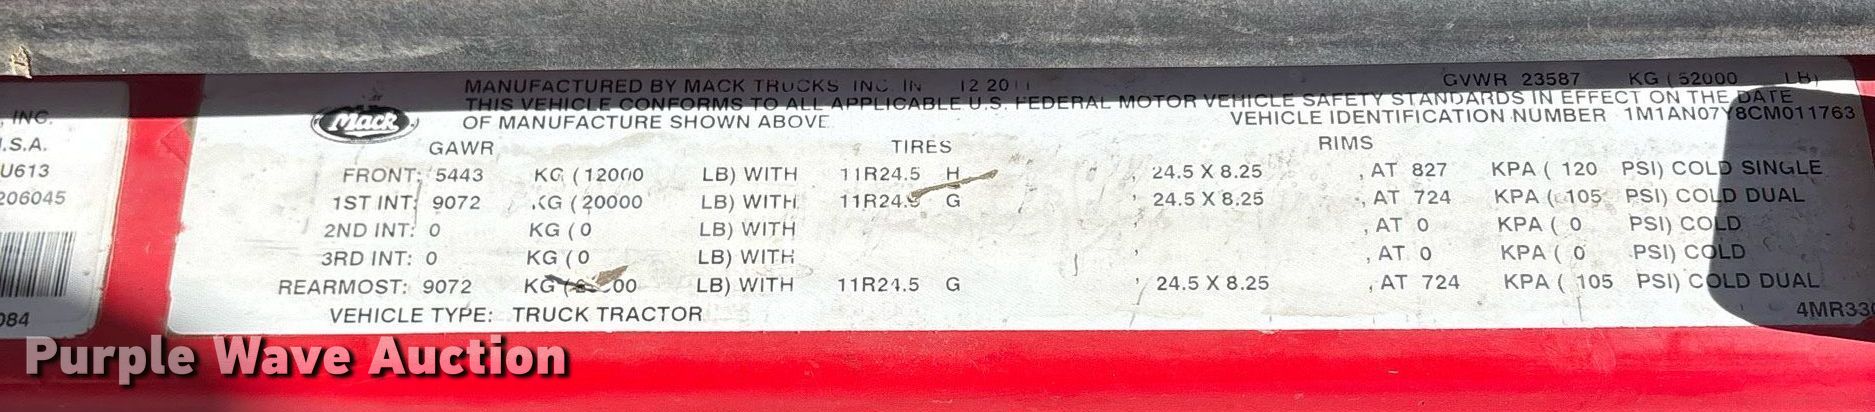 , INC.
.S.A.
U613
206045
084
Mack
MANUFACTURED BY MACK TRUCKS INC. IN 12 2011
GVWR 23587 KG (52000 LB)
THIS VEHICLE CONFORMS TO ALL APPLICABLE U.S. FEDERAL MOTOR VEHICLE SAFETY STANDARDS IN EFFECT ON THE DATE
OF MANUFACTURE SHOWN ABOVE
VEHICLE IDENTIFICATION NUMBER 1M1AN07Y8CM011763
GAWR TIRES RIMS
FRONT: 5443 KG (12000 LB) WITH 11R24.5 H , 24.5 X 8.25 , AT 827 KPA ( 120 PSI) COLD SINGLE
1ST INT: 9072 KG (20000 LB) WITH 11R24.5 G , 24.5 X 8.25 , AT 724 KPA ( 105 PSI) COLD DUAL
2ND INT: 0 KG (0 LB) WITH , , AT 0 KPA ( 0 PSI) COLD
3RD INT: 0 KG (0 LB) WITH , , AT 0 KPA ( 0 PSI) COLD
REARMOST: 9072 KG ( LB) WITH 11R24.5 G , 24.5 X 8.25 , AT 724 KPA ( 105 PSI) COLD DUAL
VEHICLE TYPE: TRUCK TRACTOR
4MR33
Purple Wave Auction